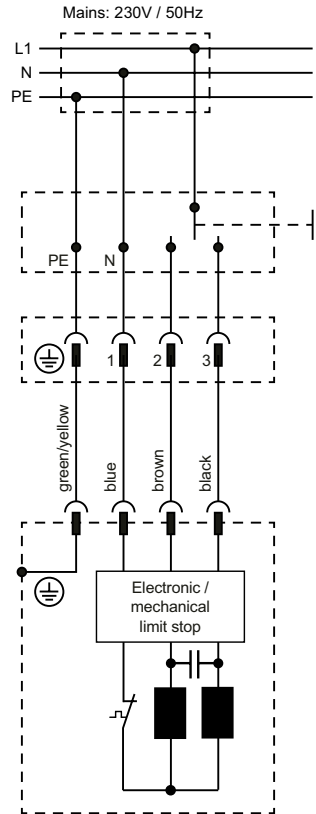 Mains: 230V / 50Hz
L1
N
PE
PE N
1 2 3
green/yellow
blue
brown
black
Electronic /
mechanical
limit stop